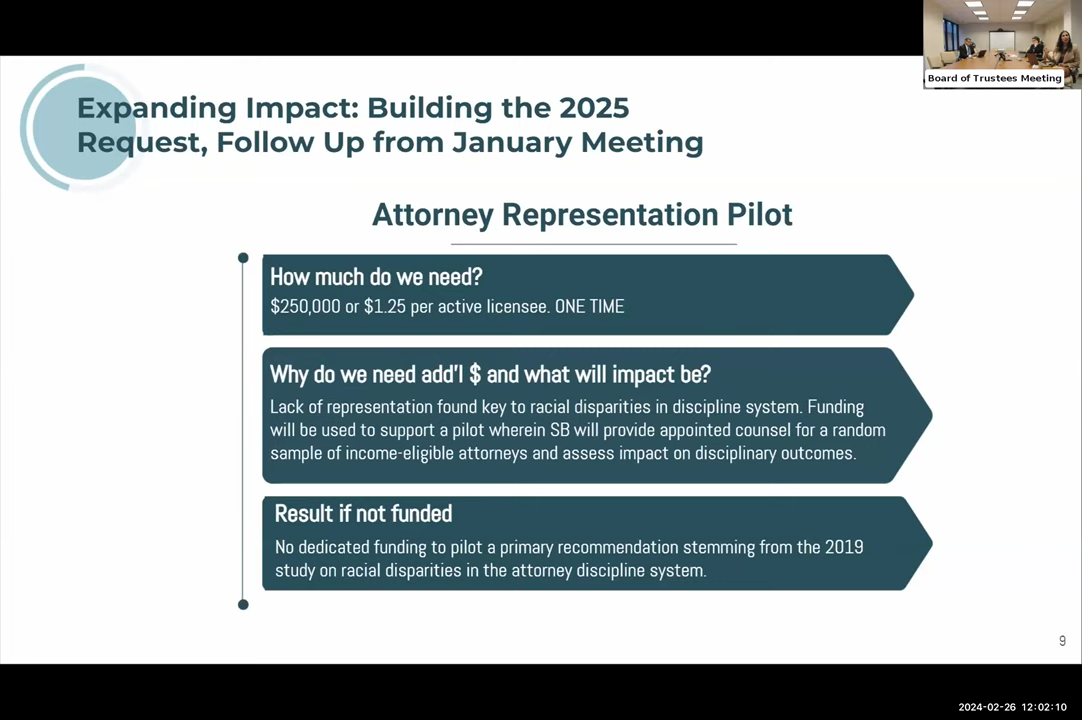 Board of Trustees Meeting
Expanding Impact: Building the 2025
Request, Follow Up from January Meeting
Attorney Representation Pilot
How much do we need?
$250,000 or $1.25 per active licensee. ONE TIME
Why do we need add'l $ and what will impact be?
Lack of representation found key to racial disparities in discipline system. Funding
will be used to support a pilot wherein SB will provide appointed counsel for a random
sample of income-eligible attorneys and assess impact on disciplinary outcomes.
Result if not funded
No dedicated funding to pilot a primary recommendation stemming from the 2019
study on racial disparities in the attorney discipline system.
9
2024-02-26 12:02:10